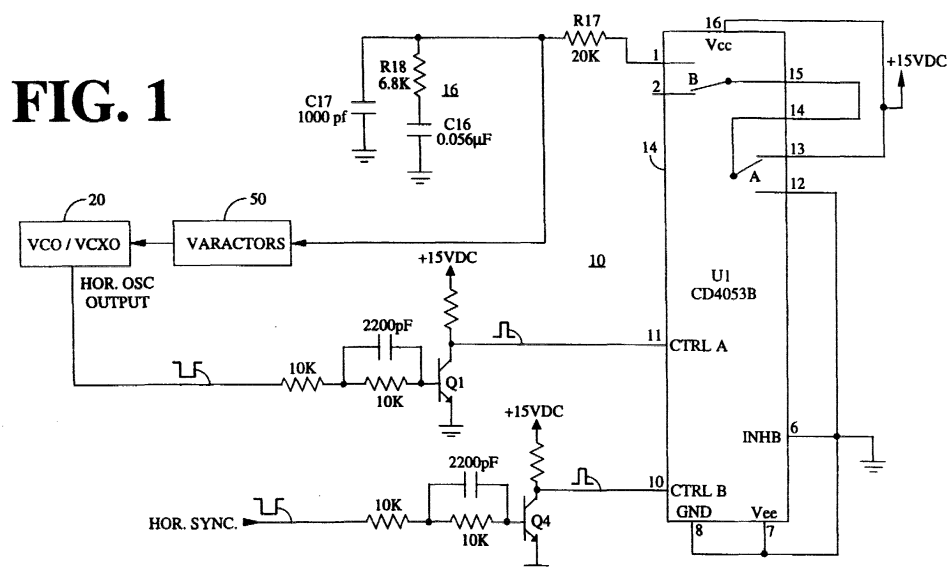 FIG. 1
R17
20K
R18
6.8K
16
C17
1000 pf
C16
0.056µF
16
Vcc
1
2
B
15
14
13
A
12
+15VDC
14
20
VCO / VCXO
50
VARACTORS
HOR. OSC
OUTPUT
10
U1
CD4053B
+15VDC
2200pF
10K
10K
Q1
11
CTRL A
+15VDC
6
INHB
2200pF
10
CTRL B
HOR. SYNC.
10K
10K
Q4
GND
8
Vee
7